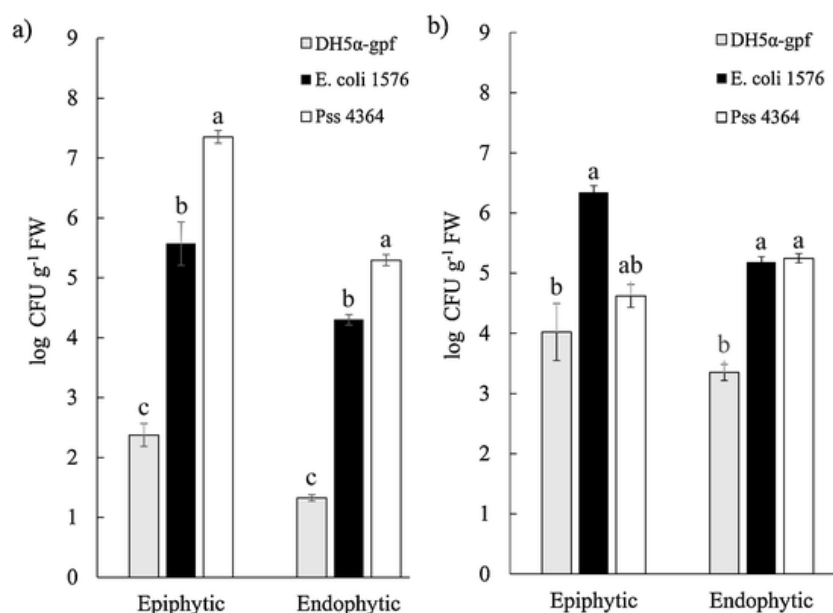 a)
9
8
7
6
5
4
3
2
1
0
log CFU g⁻¹ FW
DH5α-gpf
E. coli 1576
Pss 4364
c
b
a
c
b
a
Epiphytic
Endophytic
b)
9
8
7
6
5
4
3
2
1
0
log CFU g⁻¹ FW
DH5α-gpf
E. coli 1576
Pss 4364
b
a
ab
b
a
a
Epiphytic
Endophytic